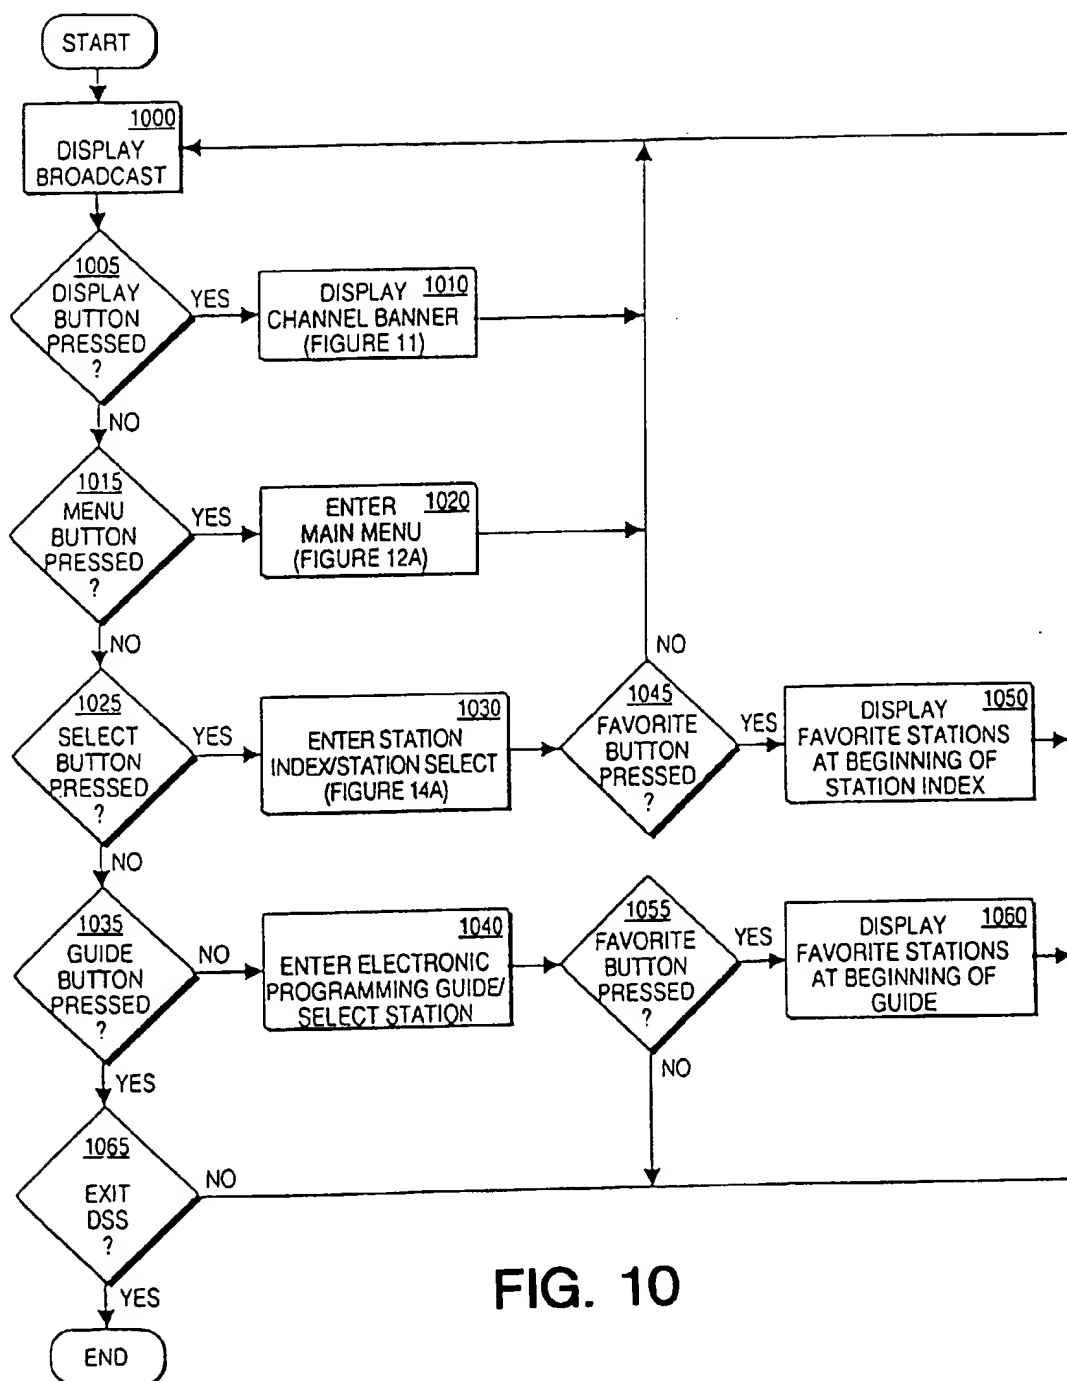 START
1000
DISPLAY
BROADCAST
1005
DISPLAY
BUTTON
PRESSED
?
YES
DISPLAY 1010
CHANNEL BANNER
(FIGURE 11)
NO
1015
MENU
BUTTON
PRESSED
?
YES
ENTER 1020
MAIN MENU
(FIGURE 12A)
NO
1025
SELECT
BUTTON
PRESSED
?
YES
1030
ENTER STATION
INDEX/STATION SELECT
(FIGURE 14A)
NO
1045
FAVORITE
BUTTON
PRESSED
?
YES
DISPLAY 1050
FAVORITE STATIONS
AT BEGINNING OF
STATION INDEX
NO
1035
GUIDE
BUTTON
PRESSED
?
NO
1040
ENTER ELECTRONIC
PROGRAMMING GUIDE/
SELECT STATION
1055
FAVORITE
BUTTON
PRESSED
?
YES
DISPLAY 1060
FAVORITE STATIONS
AT BEGINNING OF
GUIDE
NO
YES
1065
EXIT
DSS
?
NO
YES
END
FIG. 10